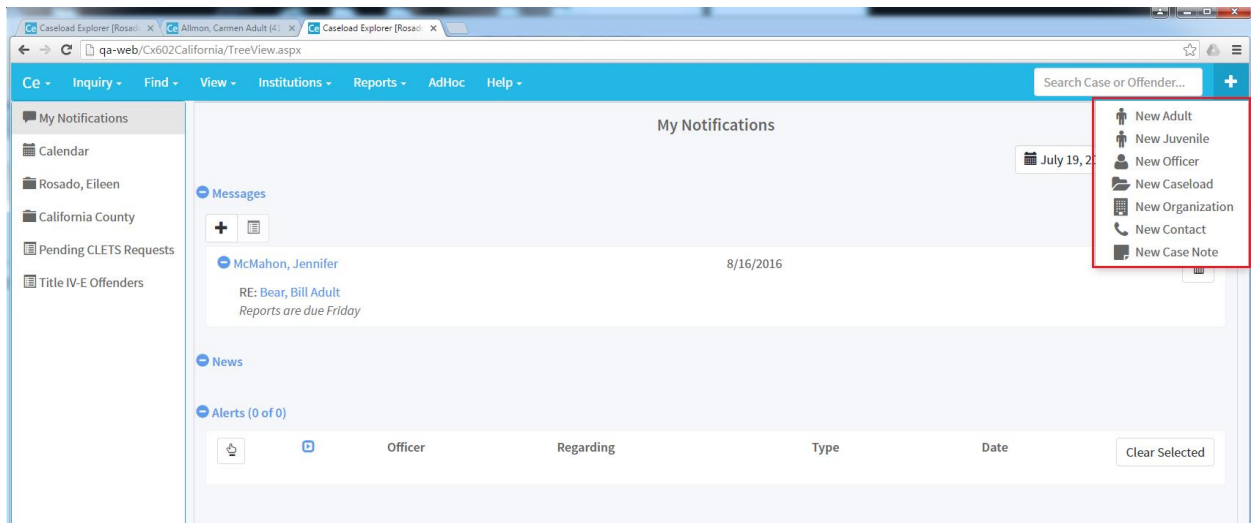 Caseload Explorer [Rosad
Allmon, Carmen Adult (41
Caseload Explorer [Rosad
qa-web/Cx602California/TreeView.aspx
Ce Inquiry Find View Institutions Reports AdHoc Help Search Case or Offender... +
My Notifications
Calendar
Rosado, Eileen
California County
Pending CLETS Requests
Title IV-E Offenders
My Notifications
July 19, 2
New Adult
New Juvenile
New Officer
New Caseload
New Organization
New Contact
New Case Note
Messages
McMahon, Jennifer 8/16/2016
RE: Bear, Bill Adult
Reports are due Friday
News
Alerts (0 of 0)
Officer Regarding Type Date Clear Selected